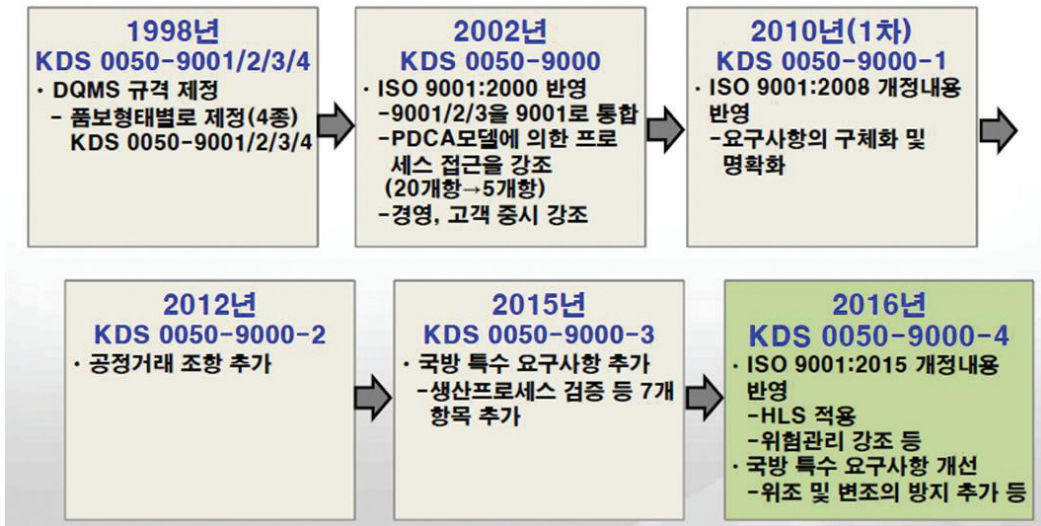 1998년
KDS 0050-9001/2/3/4
· DQMS 규격 제정
- 품보형태별로 제정(4종)
KDS 0050-9001/2/3/4
2002년
KDS 0050-9000
· ISO 9001:2000 반영
-9001/2/3을 9001로 통합
-PDCA모델에 의한 프로
세스 접근을 강조
(20개항→5개항)
-경영, 고객 중시 강조
2010년(1차)
KDS 0050-9000-1
· ISO 9001:2008 개정내용
반영
-요구사항의 구체화 및
명확화
2012년
KDS 0050-9000-2
· 공정거래 조항 추가
2015년
KDS 0050-9000-3
· 국방 특수 요구사항 추가
-생산프로세스 검증 등 7개
항목 추가
2016년
KDS 0050-9000-4
· ISO 9001:2015 개정내용
반영
-HLS 적용
-위험관리 강조 등
· 국방 특수 요구사항 개선
-위조 및 변조의 방지 추가 등